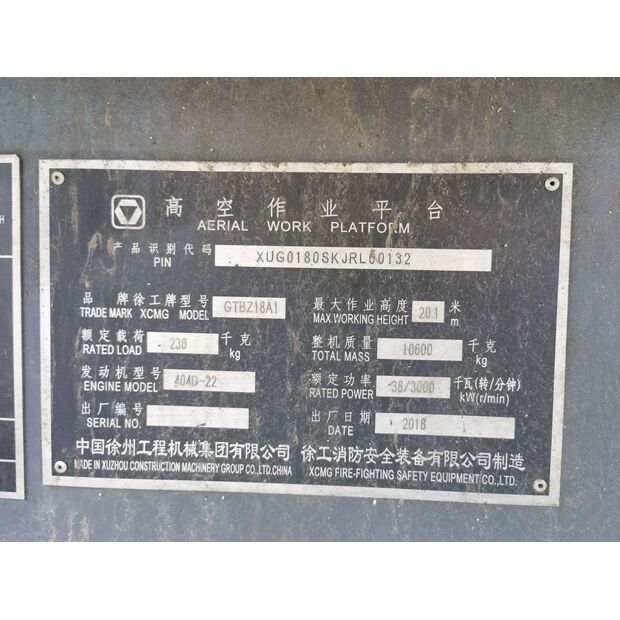 H
高空作业平台
AERIAL WORK PLATFORM
产品识别代码 XUG0180SKJRL00132
PIN
品牌徐工牌型号 GTBZ18A1 最大作业高度 20.1 米
TRADE MARK XCMG MODEL MAX.WORKING HEIGHT m
额定载荷 230 千克 整机质量 10600 千克
RATED LOAD kg TOTAL MASS kg
发动机型号 404D-22 额定功率 38/3000 千瓦(转/分钟)
ENGINE MODEL RATED POWER kW(r/min)
出厂编号 出厂日期 2018
SERIAL NO. DATE
中国徐州工程机械集团有限公司 徐工消防安全装备有限公司制造
MADE IN XUZHOU CONSTRUCTION MACHINERY GROUP CO.,LTD.CHINA XCMG FIRE-FIGHTING SAFETY EQUIPMENT CO.,LTD.